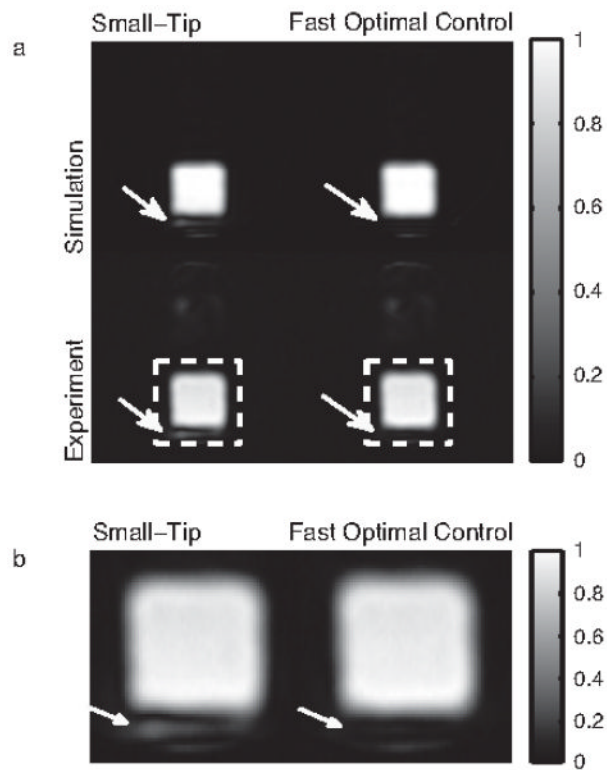 Small–Tip Fast Optimal Control
a
Simulation
Experiment
1
0.8
0.6
0.4
0.2
0
b
Small–Tip Fast Optimal Control
1
0.8
0.6
0.4
0.2
0